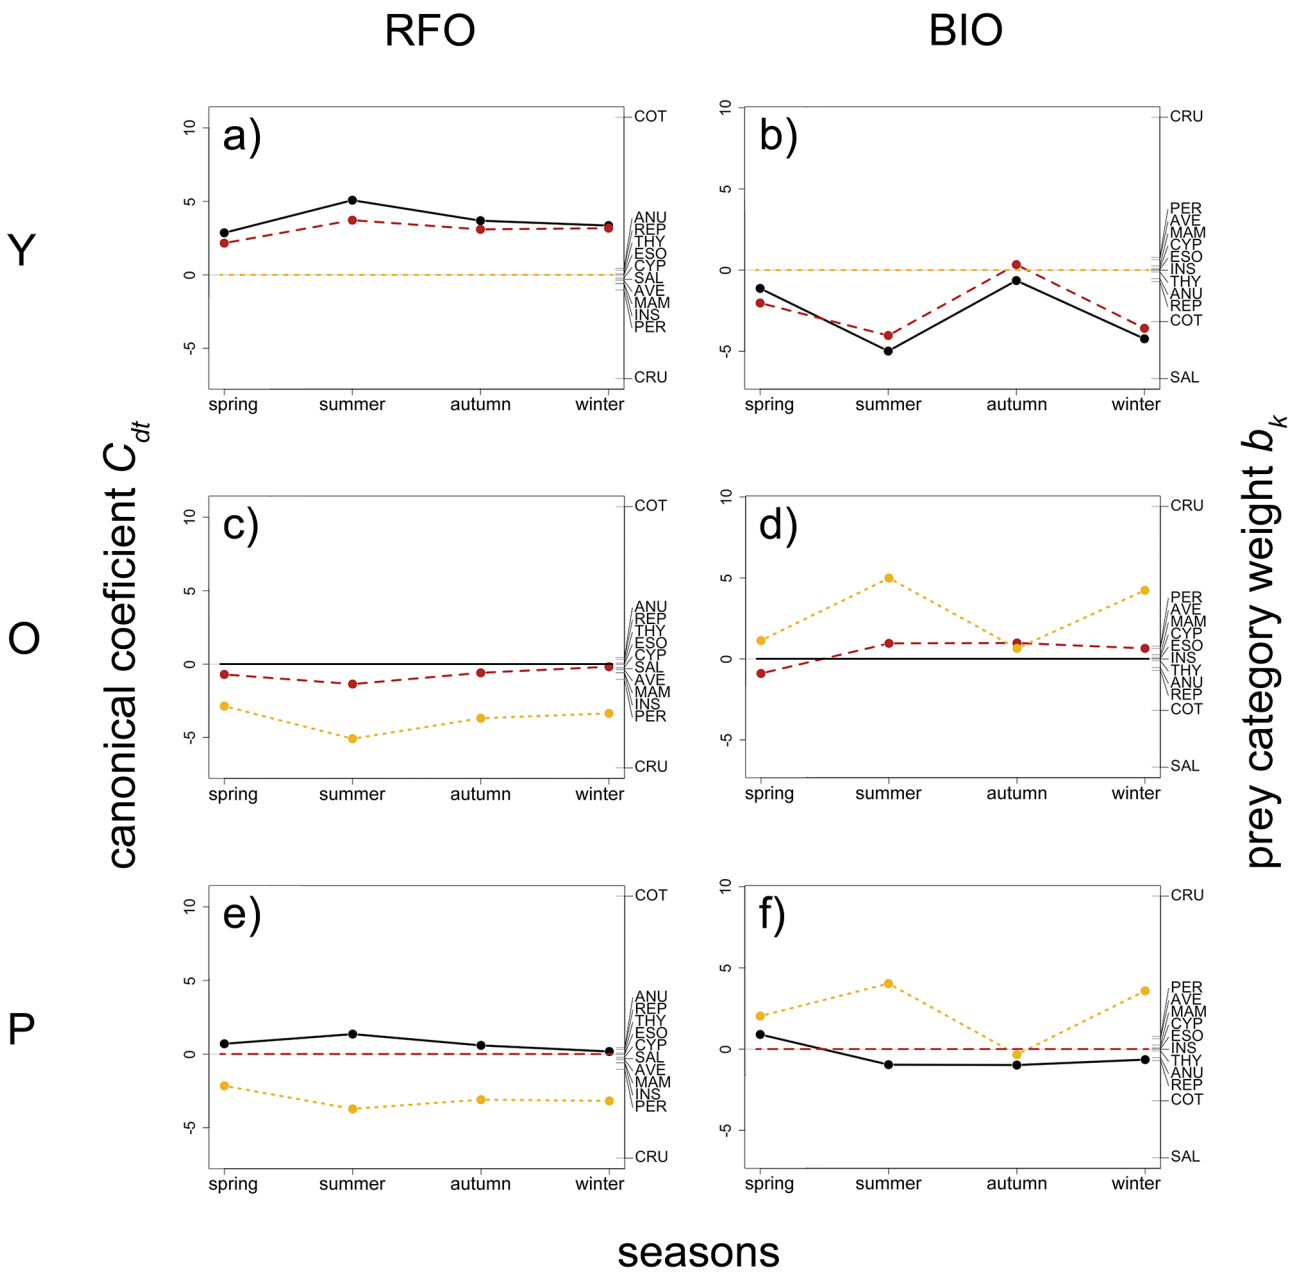 RFO
BIO
Y
O
P
canonical coeficient Cdt
prey category weight bk
seasons
a)
10
5
0
-5
spring
summer
autumn
winter
COT
ANU
REP
THY
ESO
CYP
SAL
AVE
MAM
INS
PER
CRU
b)
10
5
0
-5
spring
summer
autumn
winter
CRU
PER
AVE
MAM
CYP
ESO
INS
THY
ANU
REP
COT
SAL
c)
10
5
0
-5
spring
summer
autumn
winter
COT
ANU
REP
THY
ESO
CYP
SAL
AVE
MAM
INS
PER
CRU
d)
10
5
0
-5
spring
summer
autumn
winter
CRU
PER
AVE
MAM
CYP
ESO
INS
THY
ANU
REP
COT
SAL
e)
10
5
0
-5
spring
summer
autumn
winter
COT
ANU
REP
THY
ESO
CYP
SAL
AVE
MAM
INS
PER
CRU
f)
10
5
0
-5
spring
summer
autumn
winter
CRU
PER
AVE
MAM
CYP
ESO
INS
THY
ANU
REP
COT
SAL